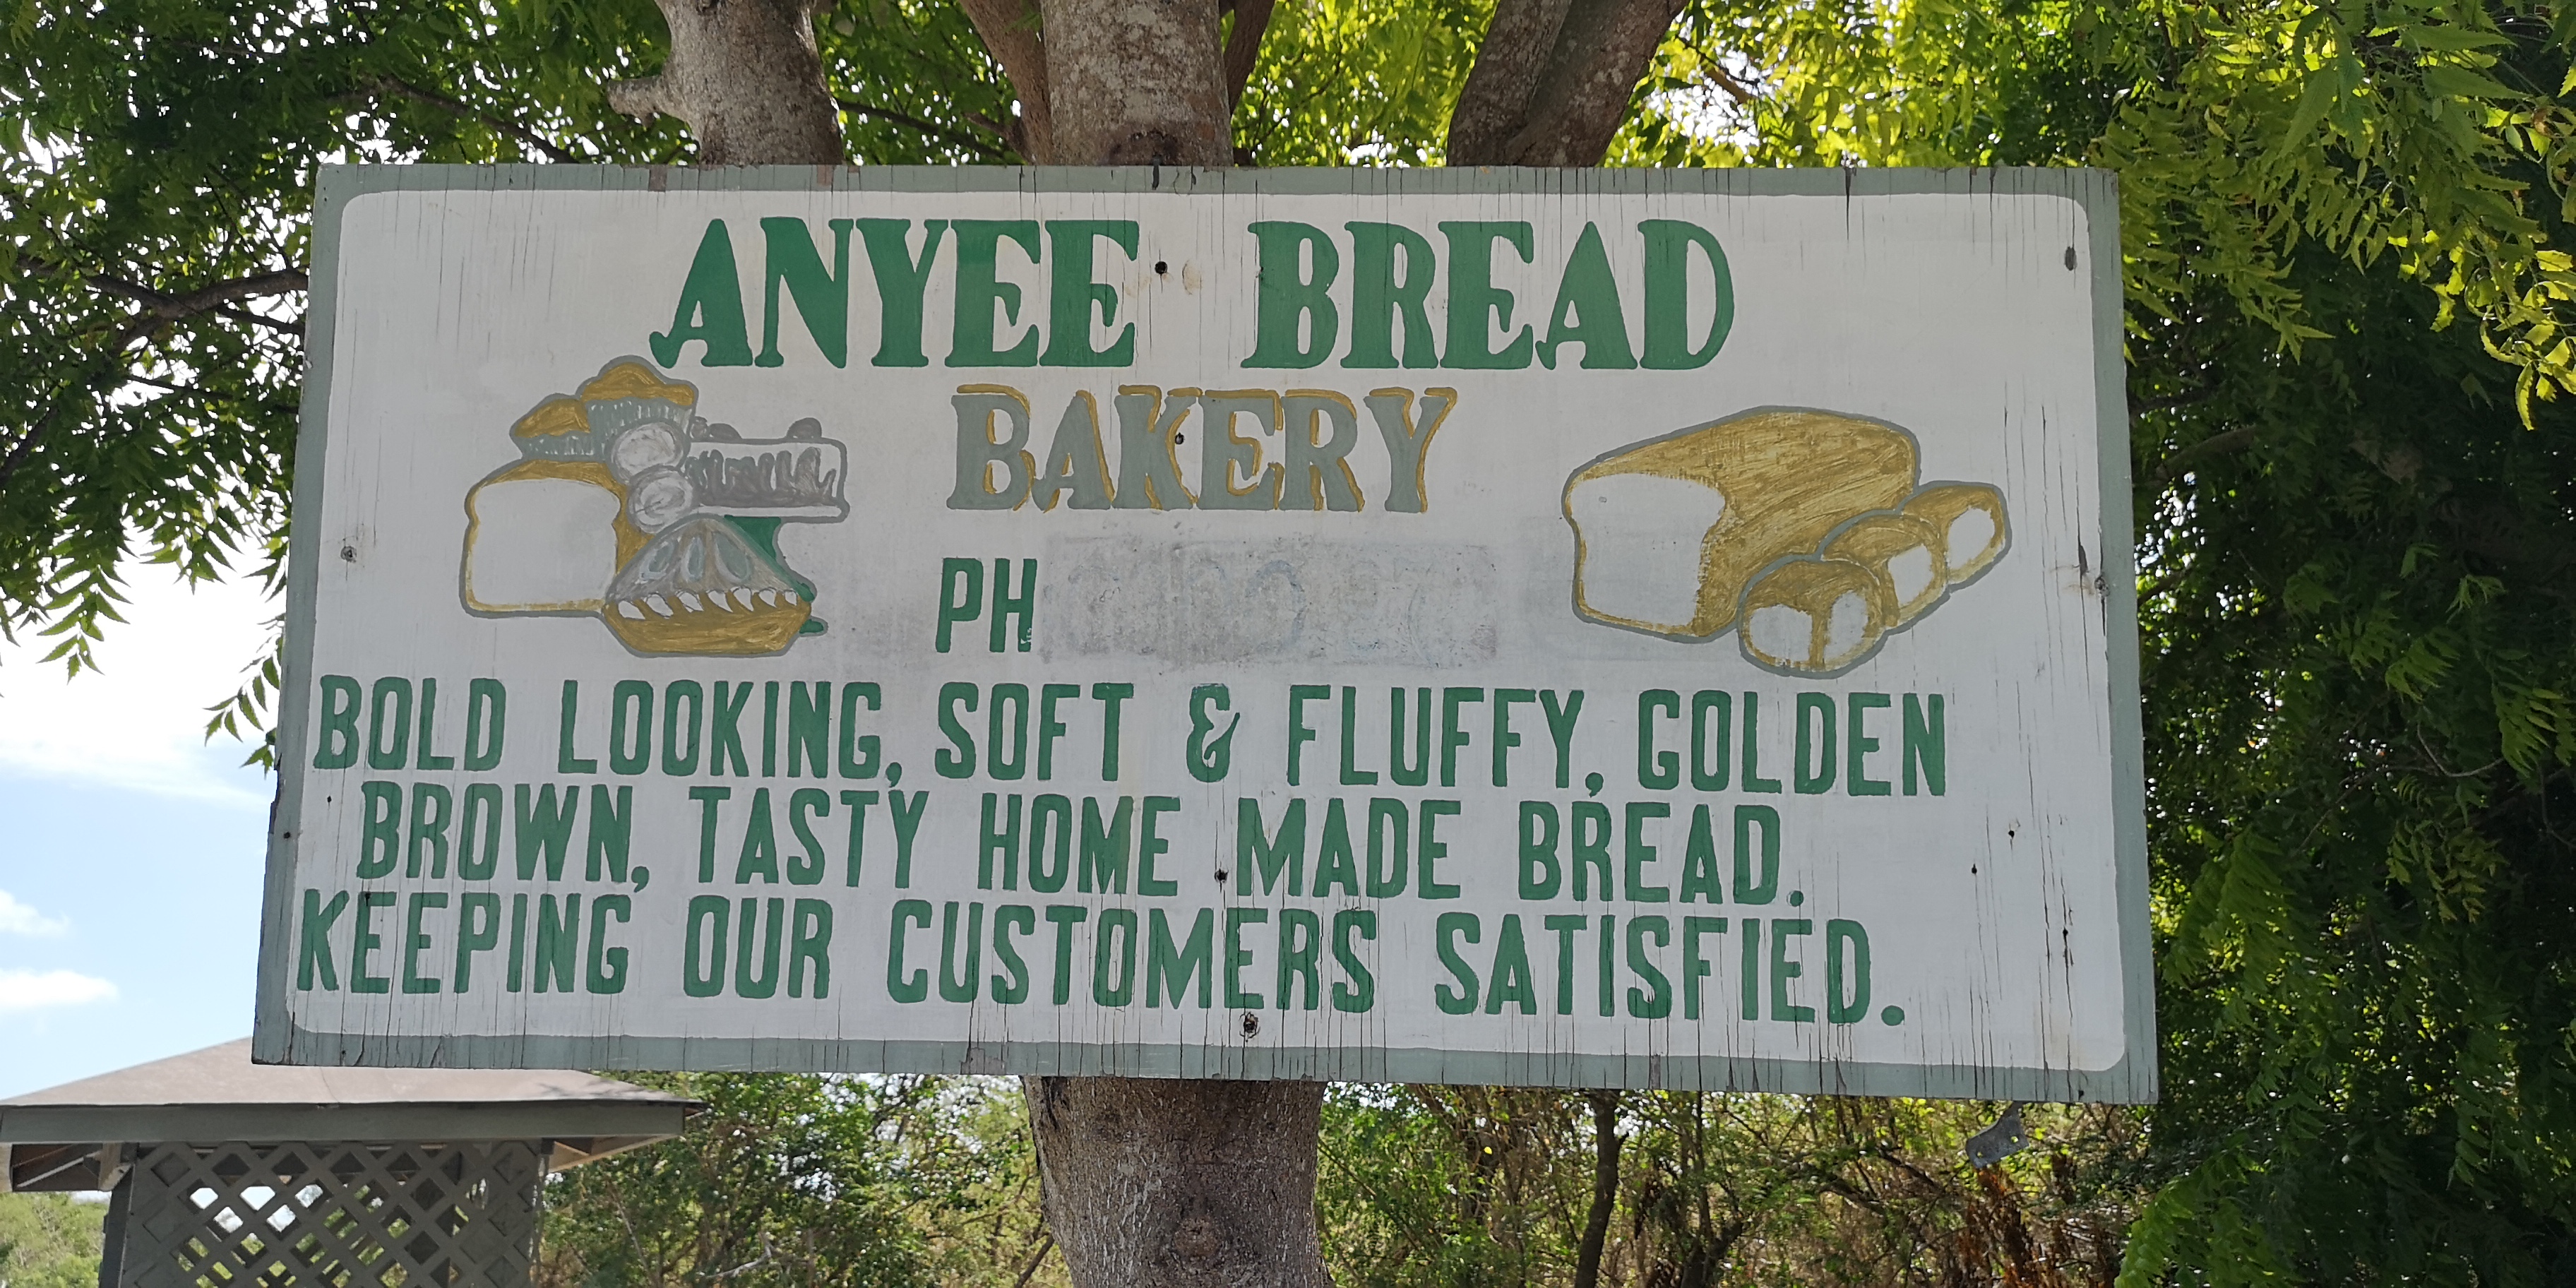 ANYEE BREAD
BAKERY
PH
BOLD LOOKING, SOFT & FLUFFY, GOLDEN
BROWN, TASTY HOME MADE BREAD.
KEEPING OUR CUSTOMERS SATISFIED.